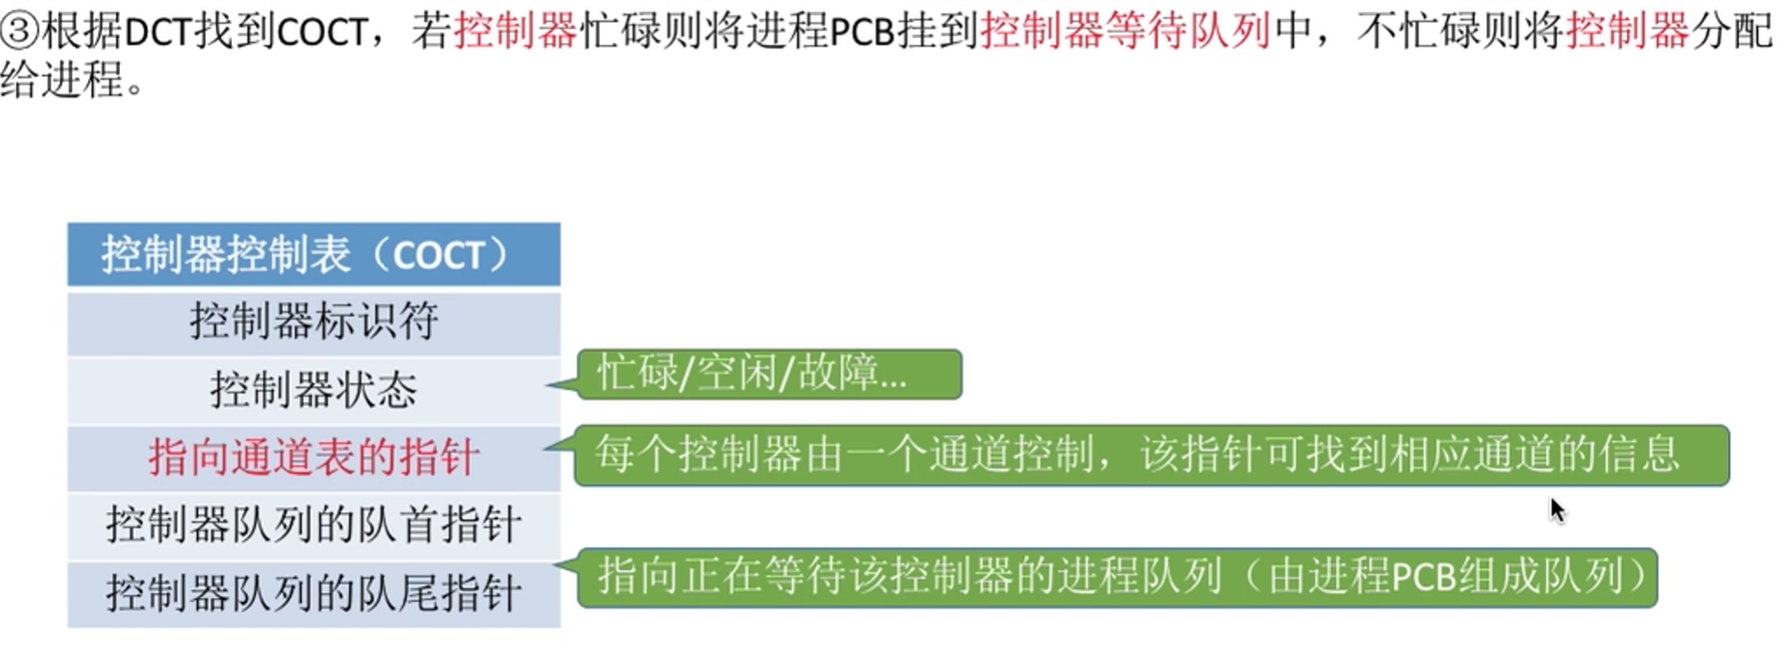 ③根据DCT找到COCT，若控制器忙碌则将进程PCB挂到控制器等待队列中，不忙碌则将控制器分配
给进程。
控制器控制表（COCT）
控制器标识符
控制器状态
忙碌/空闲/故障...
指向通道表的指针
每个控制器由一个通道控制，该指针可找到相应通道的信息
控制器队列的队首指针
控制器队列的队尾指针
指向正在等待该控制器的进程队列（由进程PCB组成队列）